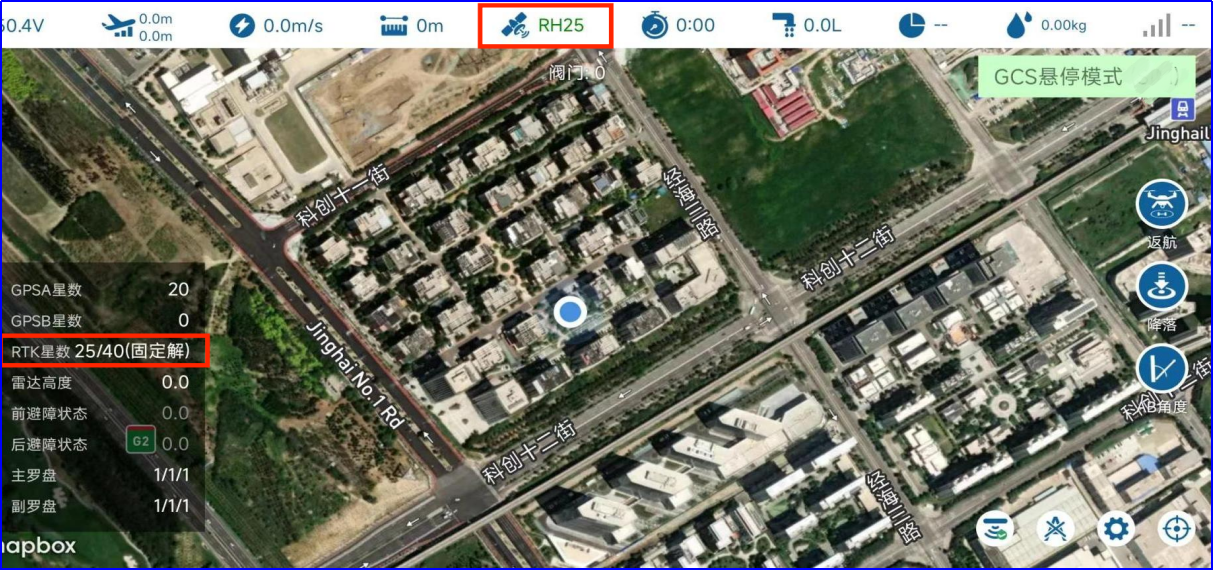 50.4V
0.0m
0.0m
0.0m/s
0m
RH25
0:00
0.0L
--
0.00kg
--
阀门: 0
GCS悬停模式
Jinghail
科创十一街
经海三路
返航
科创十二街
GPSA星数 20
GPSB星数 0
RTK星数 25/40(固定解)
雷达高度 0.0
前避障状态 0.0
后避障状态 0.0
G2
主罗盘 1/1/1
副罗盘 1/1/1
降落
Jinghai No.1 Rd
AB角度
科创十二街
科创十二街
经海三路
mapbox